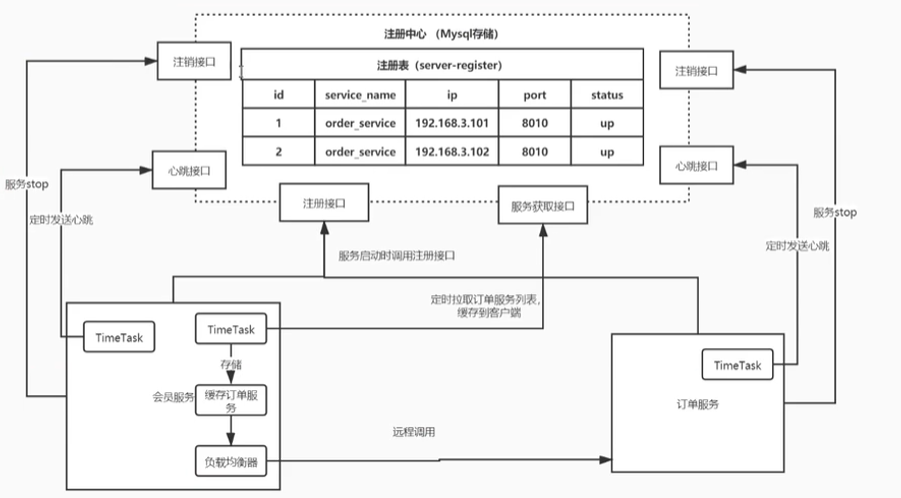 注册中心 （Mysql存储）
注册表（server-register）
id service_name ip port status
1 order_service 192.168.3.101 8010 up
2 order_service 192.168.3.102 8010 up
注销接口
注销接口
心跳接口
心跳接口
注册接口
服务获取接口
服务stop
定时发送心跳
服务stop
定时发送心跳
服务启动时调用注册接口
定时拉取订单服务列表，
缓存到客户端
TimeTask
TimeTask
存储
会员服务
缓存订单服
务
负载均衡器
TimeTask
订单服务
远程调用